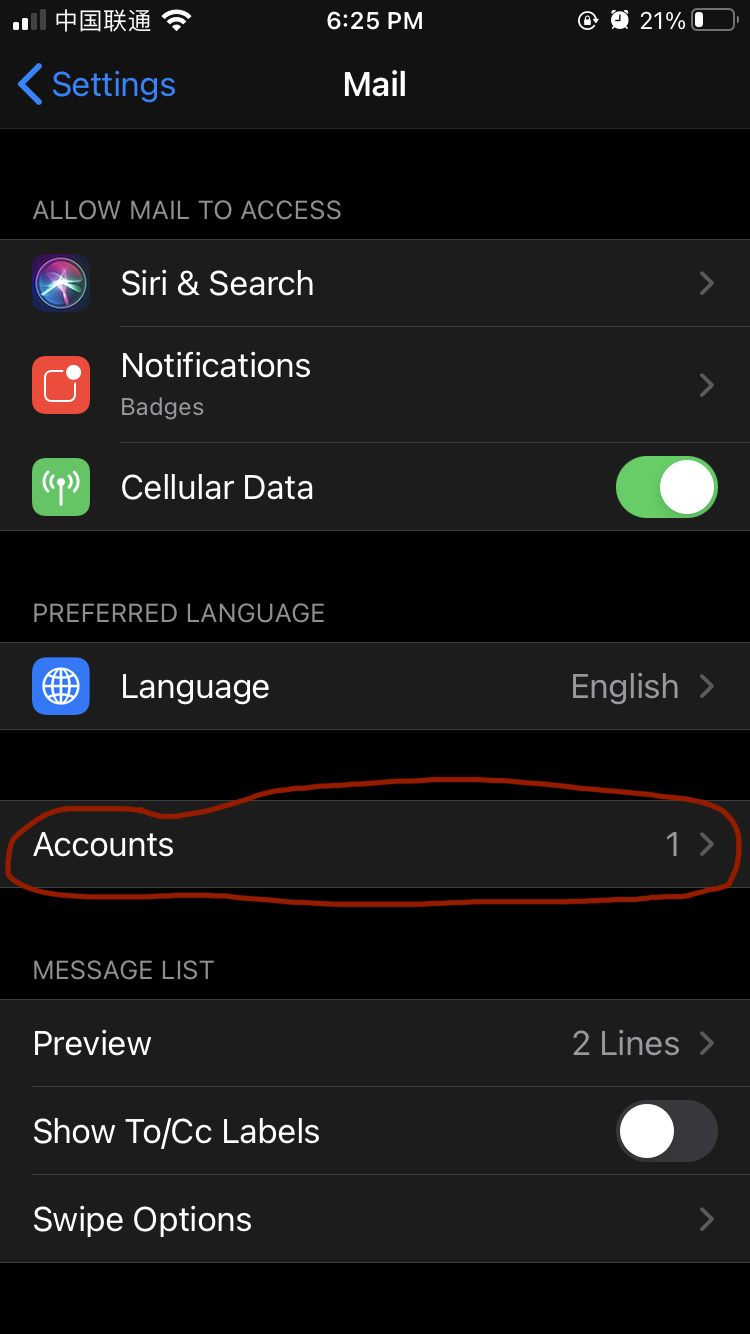 中国联通 6:25 PM 21%
Settings Mail
ALLOW MAIL TO ACCESS
Siri & Search
Notifications
Badges
Cellular Data
PREFERRED LANGUAGE
Language English
Accounts 1
MESSAGE LIST
Preview 2 Lines
Show To/Cc Labels
Swipe Options